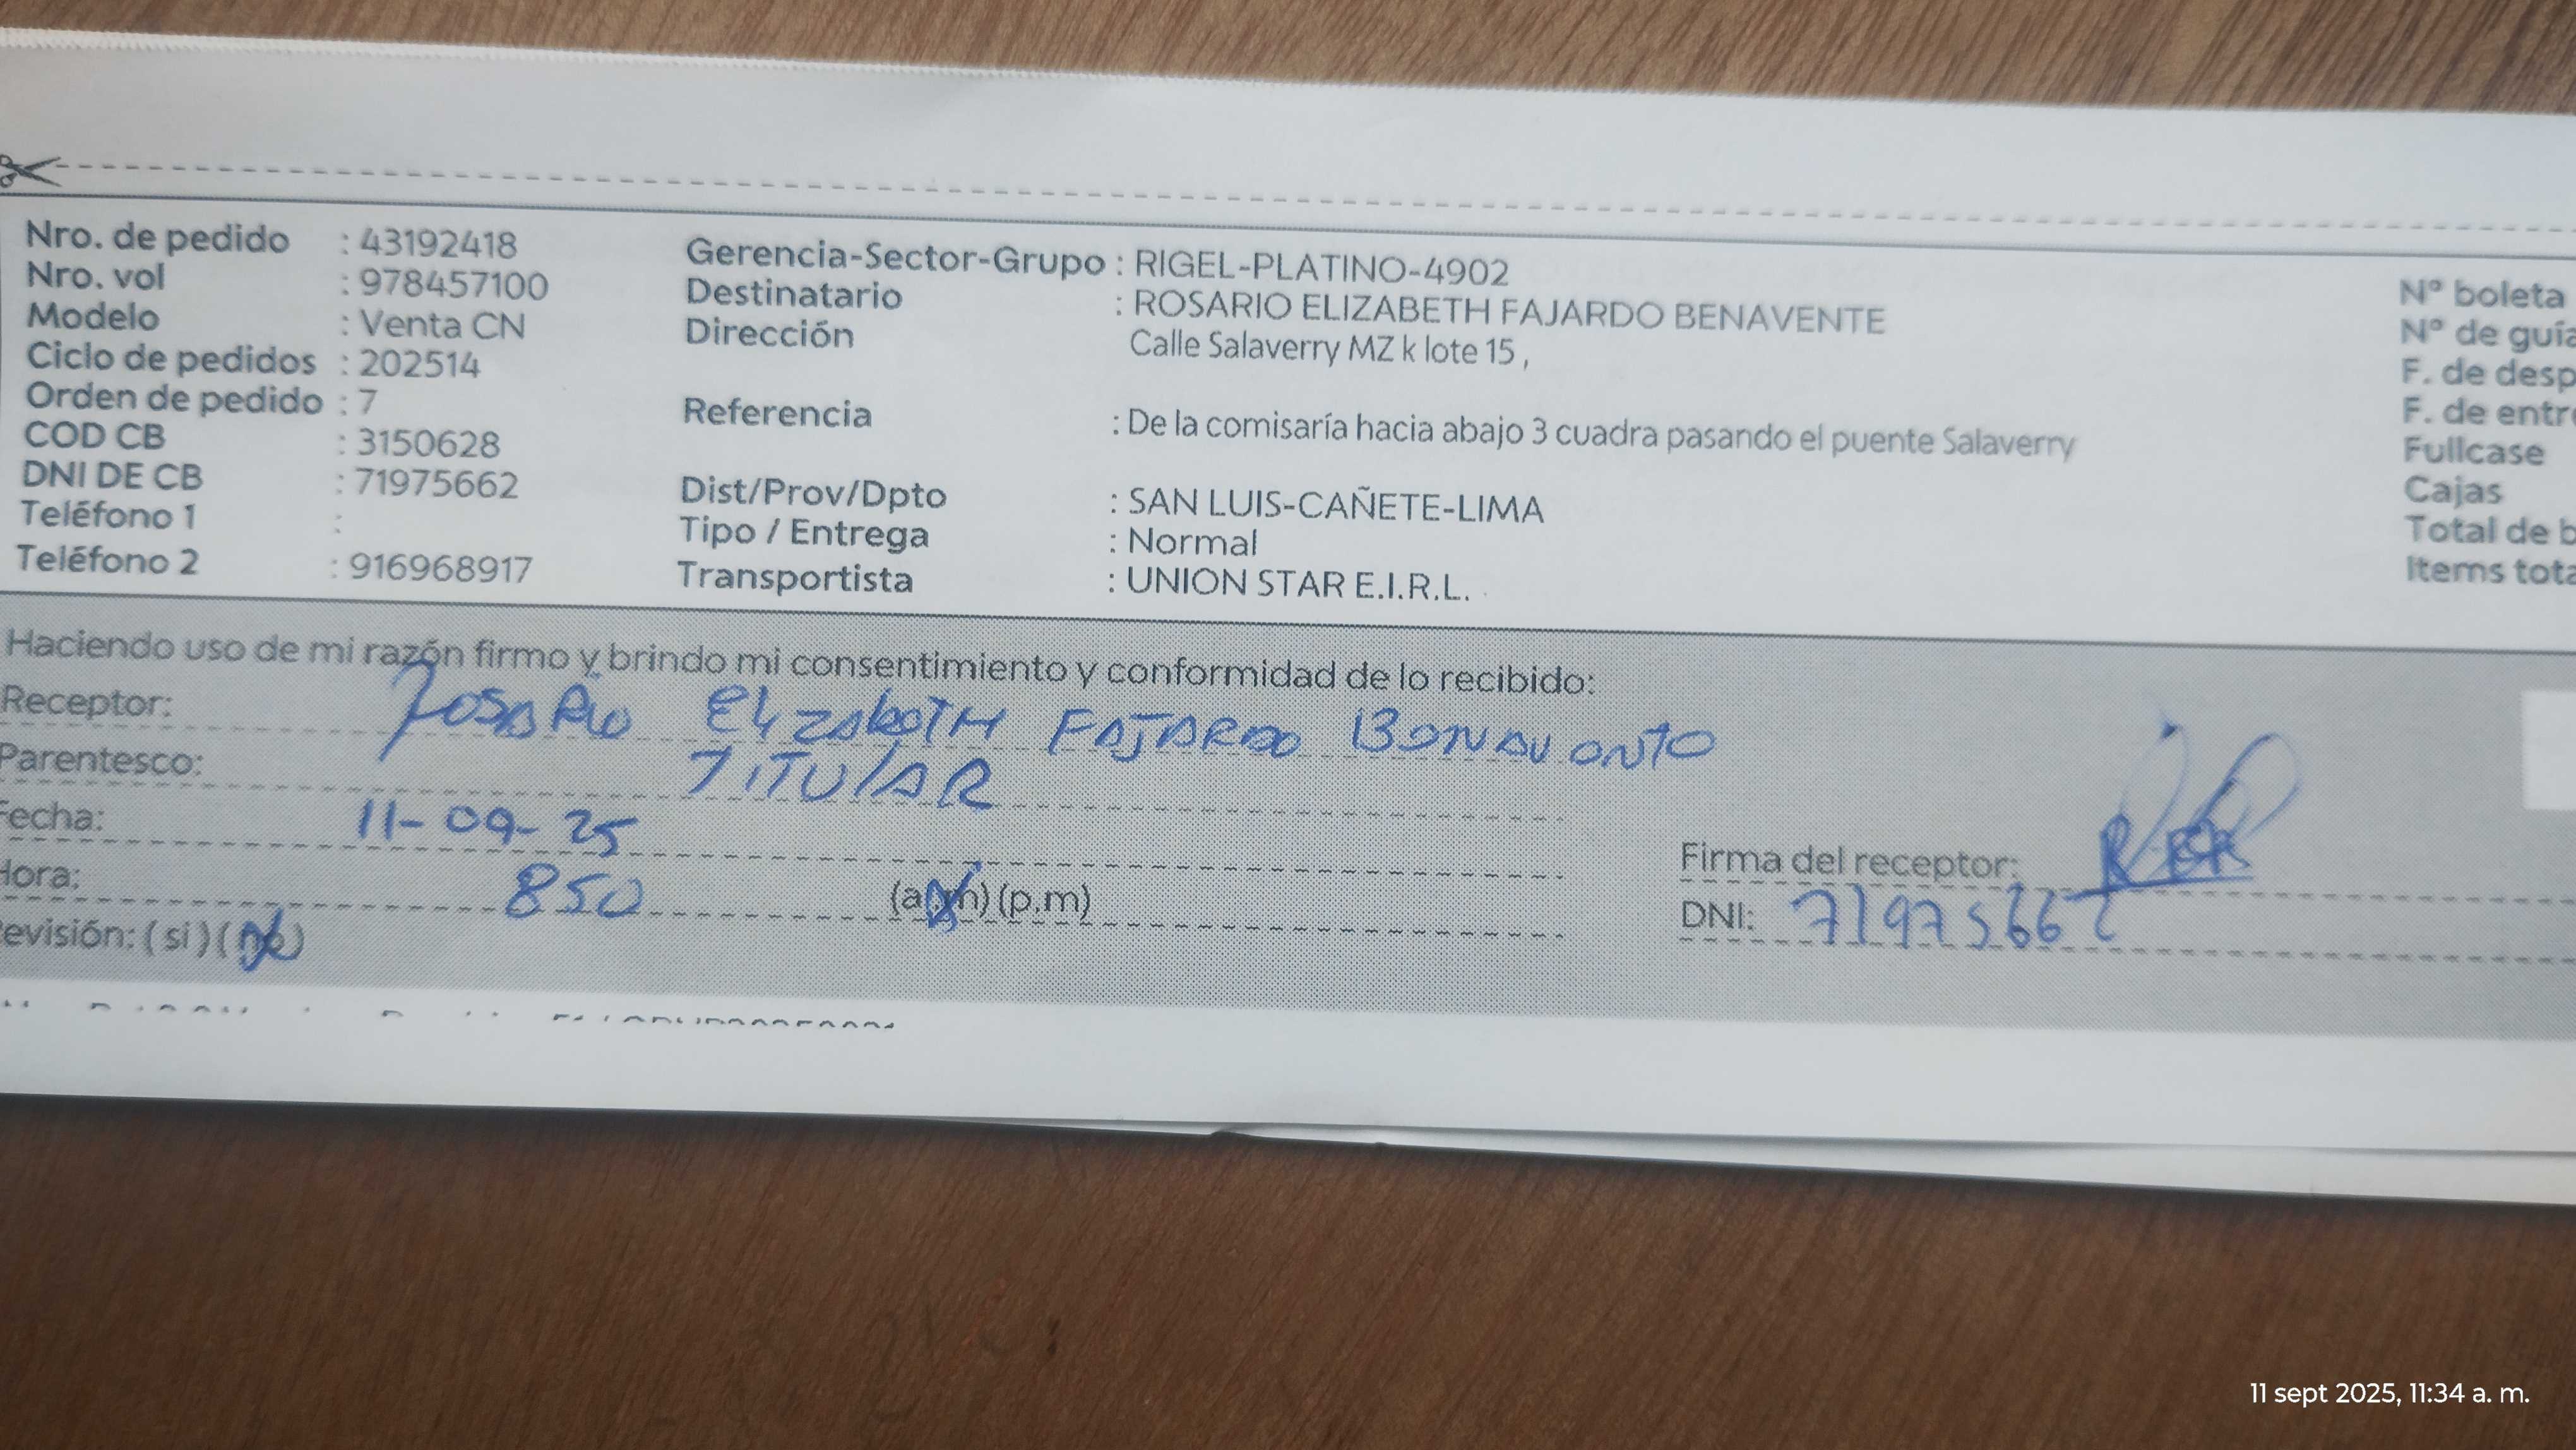 Nro. de pedido : 43192418
Nro. vol : 978457100
Modelo : Venta CN
Ciclo de pedidos : 202514
Orden de pedido : 7
COD CB : 3150628
DNI DE CB : 71975662
Teléfono 1 :
Teléfono 2 : 916968917
Gerencia-Sector-Grupo : RIGEL-PLATINO-4902
Destinatario : ROSARIO ELIZABETH FAJARDO BENAVENTE
Dirección Calle Salaverry MZ k lote 15 ,
Referencia : De la comisaría hacia abajo 3 cuadra pasando el puente Salaverry
Dist/Prov/Dpto : SAN LUIS-CAÑETE-LIMA
Tipo / Entrega : Normal
Transportista : UNION STAR E.I.R.L.
N° boleta
N° de guía
F. de desp
F. de entre
Fullcase
Cajas
Total de b
Items tota
Haciendo uso de mi razón firmo y brindo mi consentimiento y conformidad de lo recibido:
Receptor: ROSARIO ELIZABETH FAJARDO BENAVENTE
Parentesco: TITULAR
Fecha: 11-09-25
Hora: 850 (a.m) (p.m)
evisión: (si) (no)
Firma del receptor:
DNI: 71975662
11 sept 2025, 11:34 a. m.